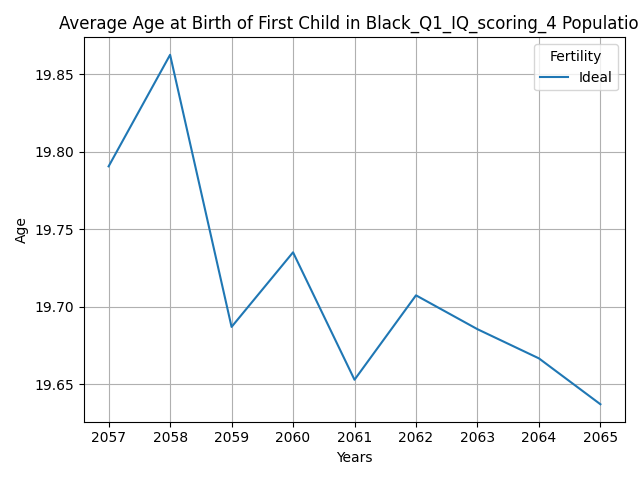 Average Age at Birth of First Child in Black_Q1_IQ_scoring_4 Populatio
Fertility
Ideal
19.85
19.80
19.75
19.70
19.65
Age
2057 2058 2059 2060 2061 2062 2063 2064 2065
Years